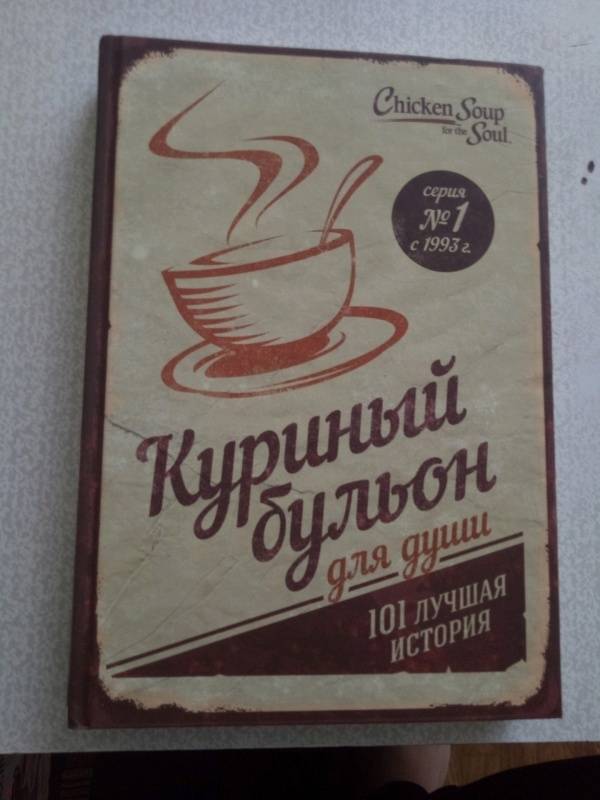 Chicken Soup
for the
Soul
серия
№1
с 1993 г.
Куриный
бульон
для души
101 ЛУЧШАЯ
ИСТОРИЯ